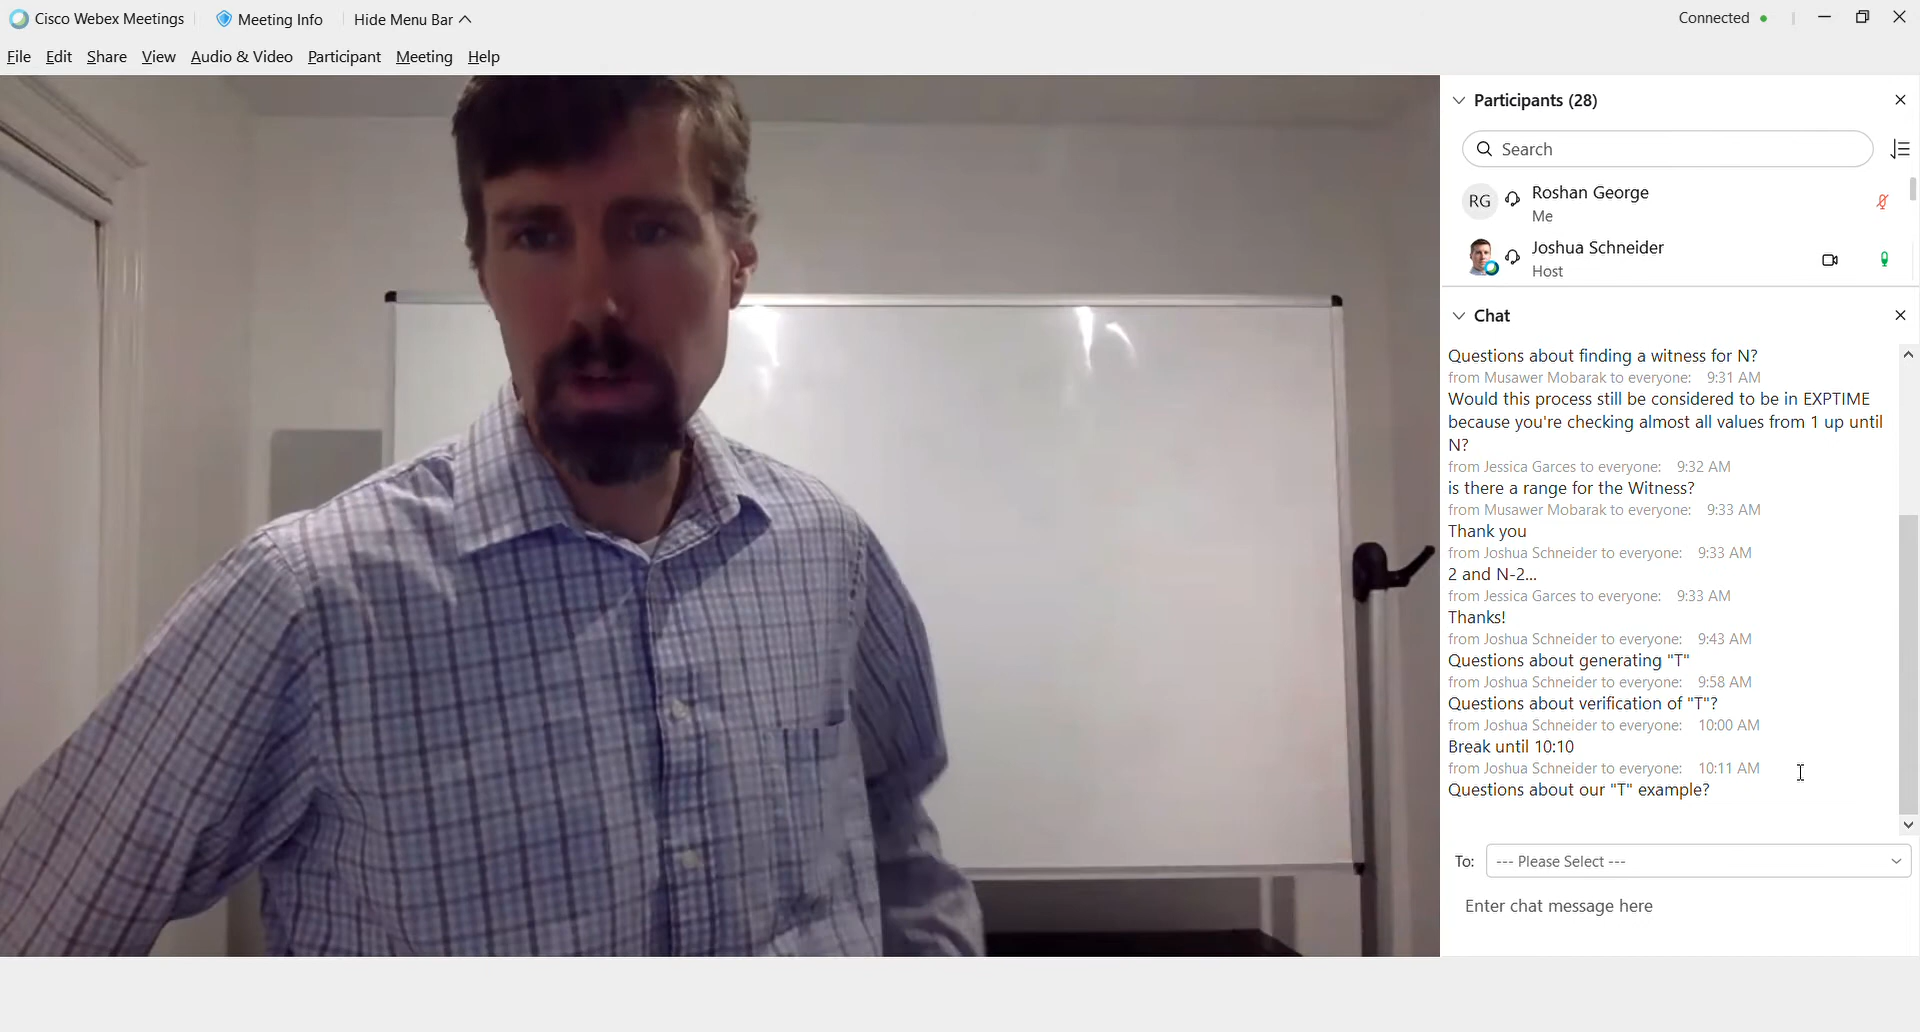 Cisco Webex Meetings Meeting Info Hide Menu Bar Connected
File Edit Share View Audio & Video Participant Meeting Help
Participants (28)
Search
RG Roshan George
Me
Joshua Schneider
Host
Chat
Questions about finding a witness for N?
from Musawer Mobarak to everyone: 9:31 AM
Would this process still be considered to be in EXPTIME
because you're checking almost all values from 1 up until
N?
from Jessica Garces to everyone: 9:32 AM
is there a range for the Witness?
from Musawer Mobarak to everyone: 9:33 AM
Thank you
from Joshua Schneider to everyone: 9:33 AM
2 and N-2...
from Jessica Garces to everyone: 9:33 AM
Thanks!
from Joshua Schneider to everyone: 9:43 AM
Questions about generating "T"
from Joshua Schneider to everyone: 9:58 AM
Questions about verification of "T"?
from Joshua Schneider to everyone: 10:00 AM
Break until 10:10
from Joshua Schneider to everyone: 10:11 AM
Questions about our "T" example?
To: --- Please Select ---
Enter chat message here